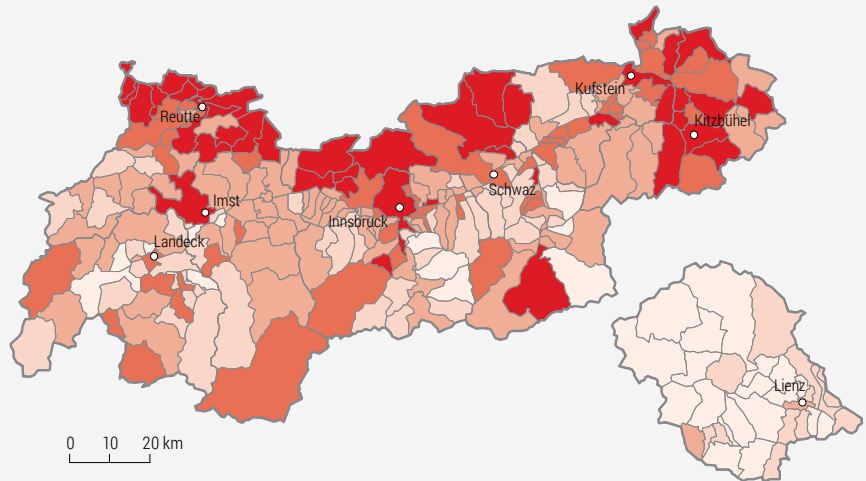 Kufstein
Reutte
Kitzbühel
Schwaz
Imst
Innsbruck
Landeck
Lienz
0 10 20 km